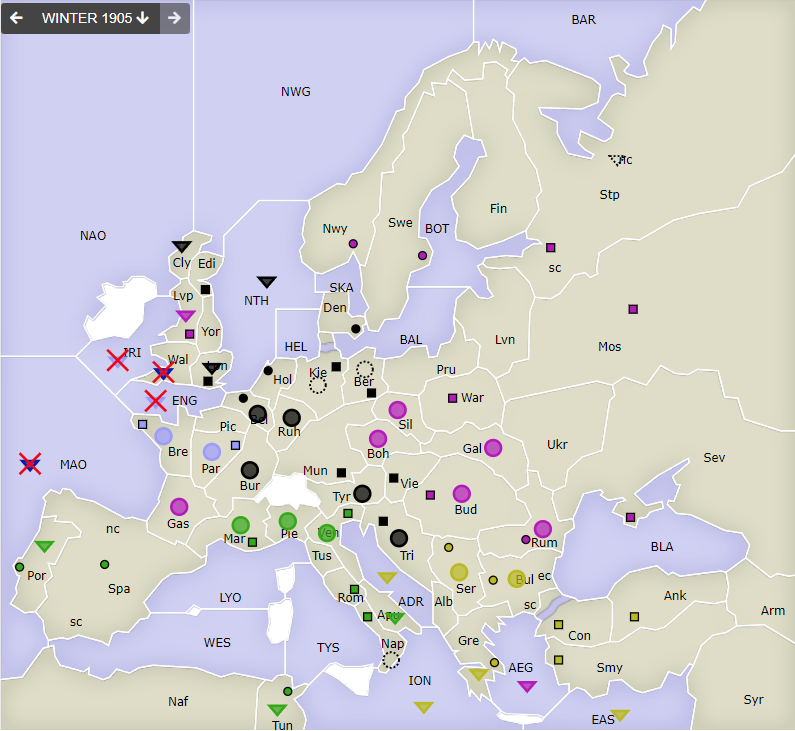 WINTER 1905
BAR
NWG
Stp
nc
NAO
Nwy
Swe
BOT
Fin
Cly
Edi
sc
NTH
SKA
Lvp
Den
Yor
Mos
IRI
HEL
BAL
Lvn
Wal
Lon
Kie
Ber
Hol
Pru
ENG
War
Bel
Sil
MAO
Pic
Ruh
Bre
Par
Boh
Gal
Ukr
Sev
Mun
Vie
Bur
Tyr
Bud
Gas
nc
Mar
Pie
Ven
Tri
Rum
BLA
Tus
Por
Spa
Ser
Bul
ec
LYO
Rom
ADR
Alb
sc
Ank
Arm
sc
Apu
Con
WES
TYS
Nap
Gre
AEG
Smy
Naf
ION
Syr
Tun
EAS